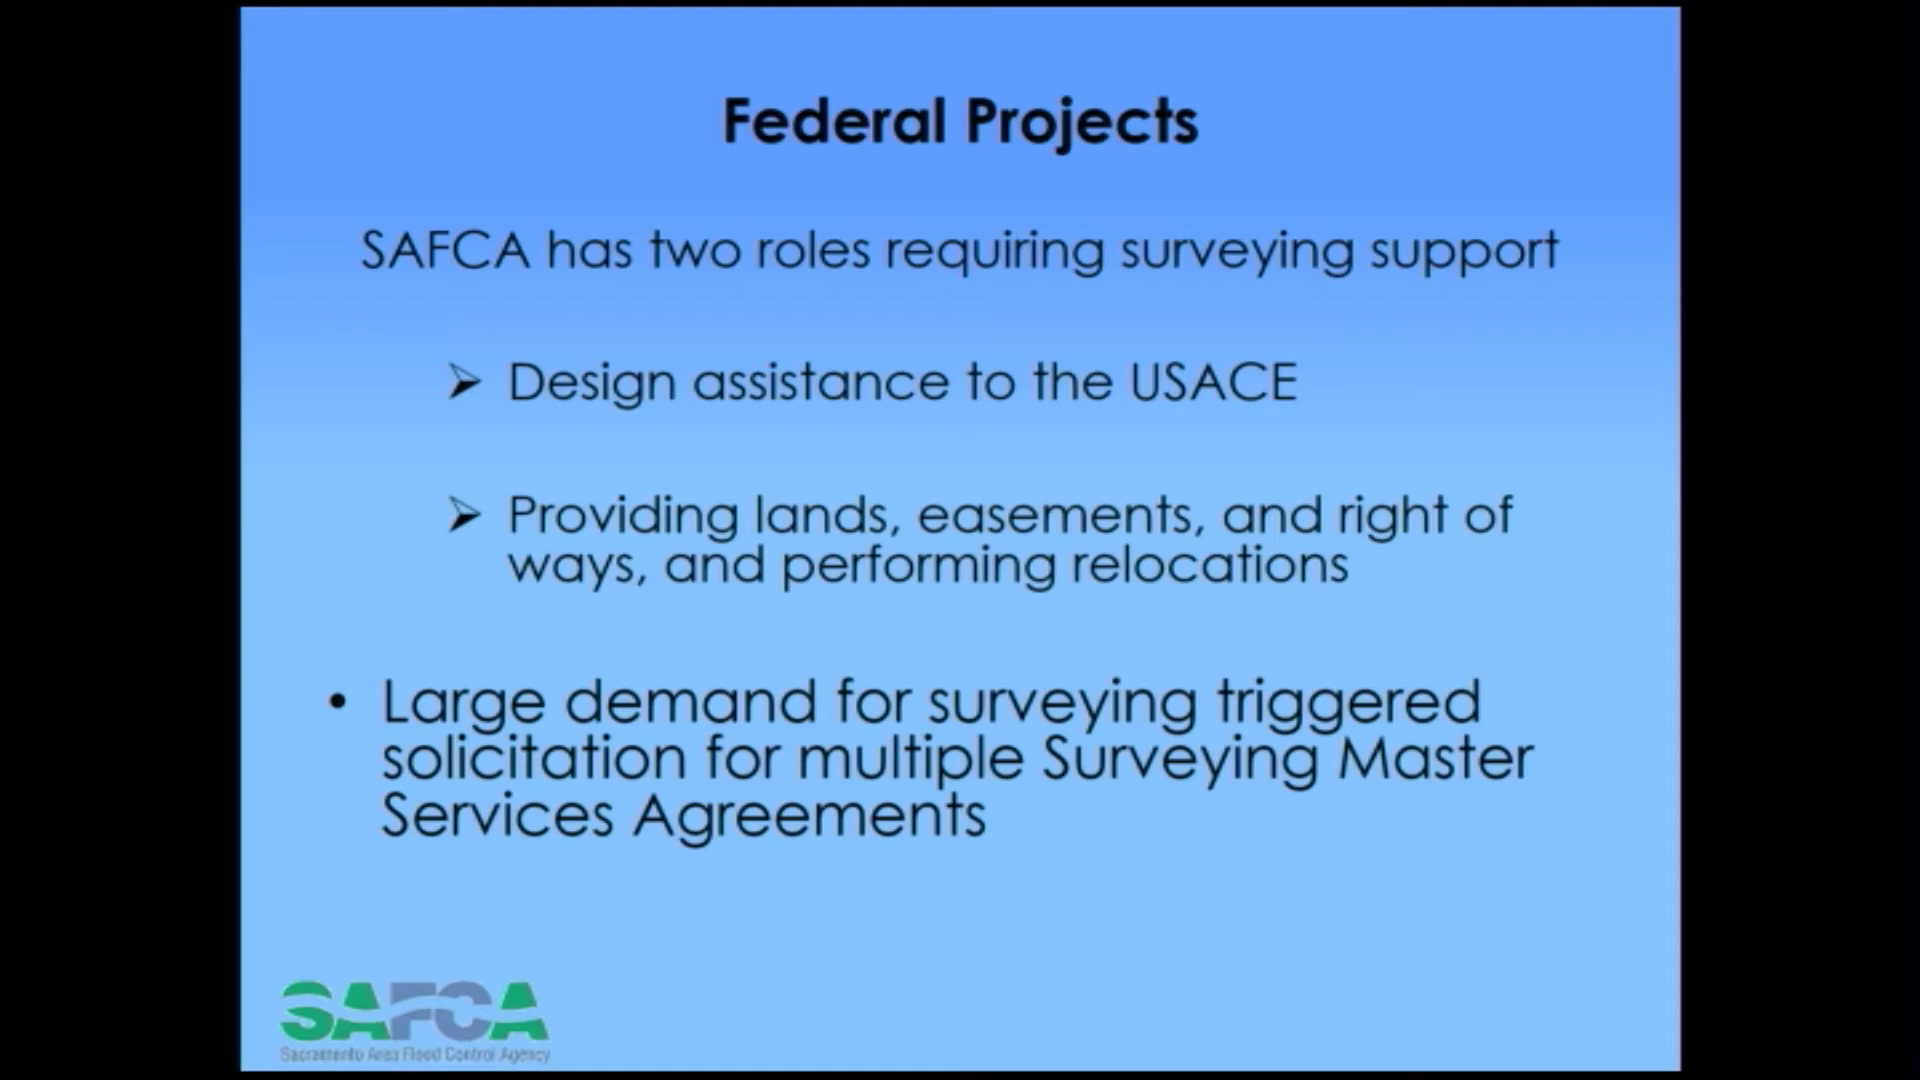 Federal Projects
SAFCA has two roles requiring surveying support
➢ Design assistance to the USACE
➢ Providing lands, easements, and right of
ways, and performing relocations
• Large demand for surveying triggered
solicitation for multiple Surveying Master
Services Agreements
SAFCA
Sacramento Area Flood Control Agency